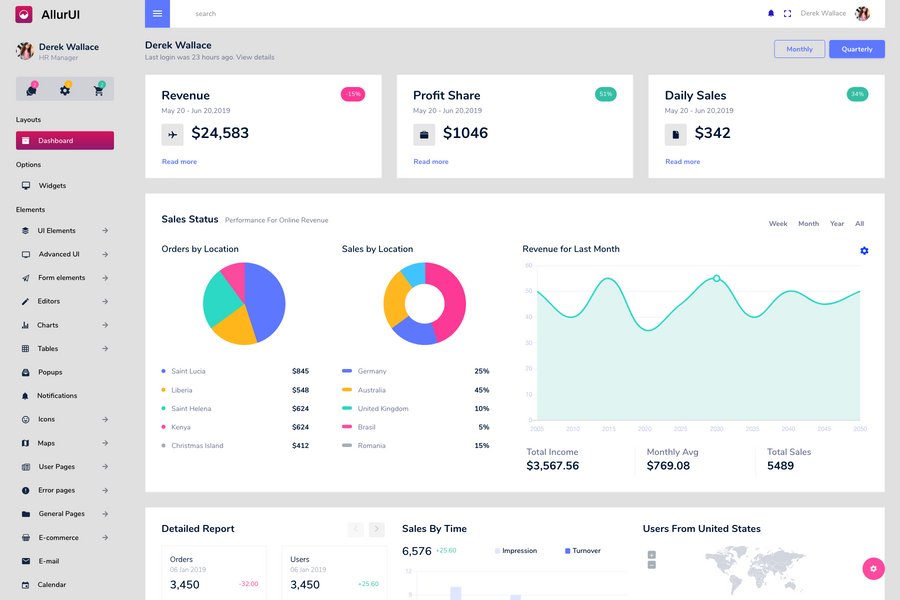 AllurUI
search
Derek Wallace
Derek Wallace
HR Manager
Layouts
Dashboard
Options
Widgets
Elements
UI Elements
Advanced UI
Form elements
Editors
Charts
Tables
Popups
Notifications
Icons
Maps
User Pages
Error pages
General Pages
E-commerce
E-mail
Calendar
Derek Wallace
Last login was 23 hours ago. View details
Monthly
Quarterly
Revenue
-15%
May 20 - Jun 20,2019
$24,583
Read more
Profit Share
51%
May 20 - Jun 20,2019
$1046
Read more
Daily Sales
34%
May 20 - Jun 20,2019
$342
Read more
Sales Status Performance For Online Revenue
Week Month Year All
Orders by Location
Saint Lucia $845
Liberia $548
Saint Helena $624
Kenya $624
Christmas Island $412
Sales by Location
Germany 25%
Australia 45%
United Kingdom 10%
Brasil 5%
Romania 15%
Revenue for Last Month
60
50
40
30
20
10
0
2005 2010 2015 2020 2025 2030 2035 2040 2045 2050
Total Income
$3,567.56
Monthly Avg
$769.08
Total Sales
5489
Detailed Report
Orders
06 Jan 2019
3,450 -32.00
Users
06 Jan 2019
3,450 +25.60
Sales By Time
6,576 +25.60
Impression Turnover
12
9
Users From United States